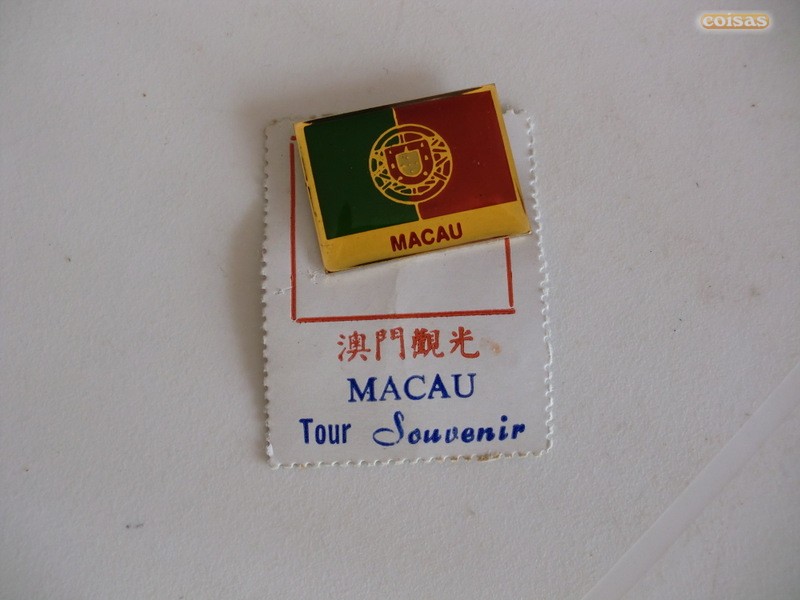 coisas
MACAU
澳門觀光
MACAU
Tour Souvenir